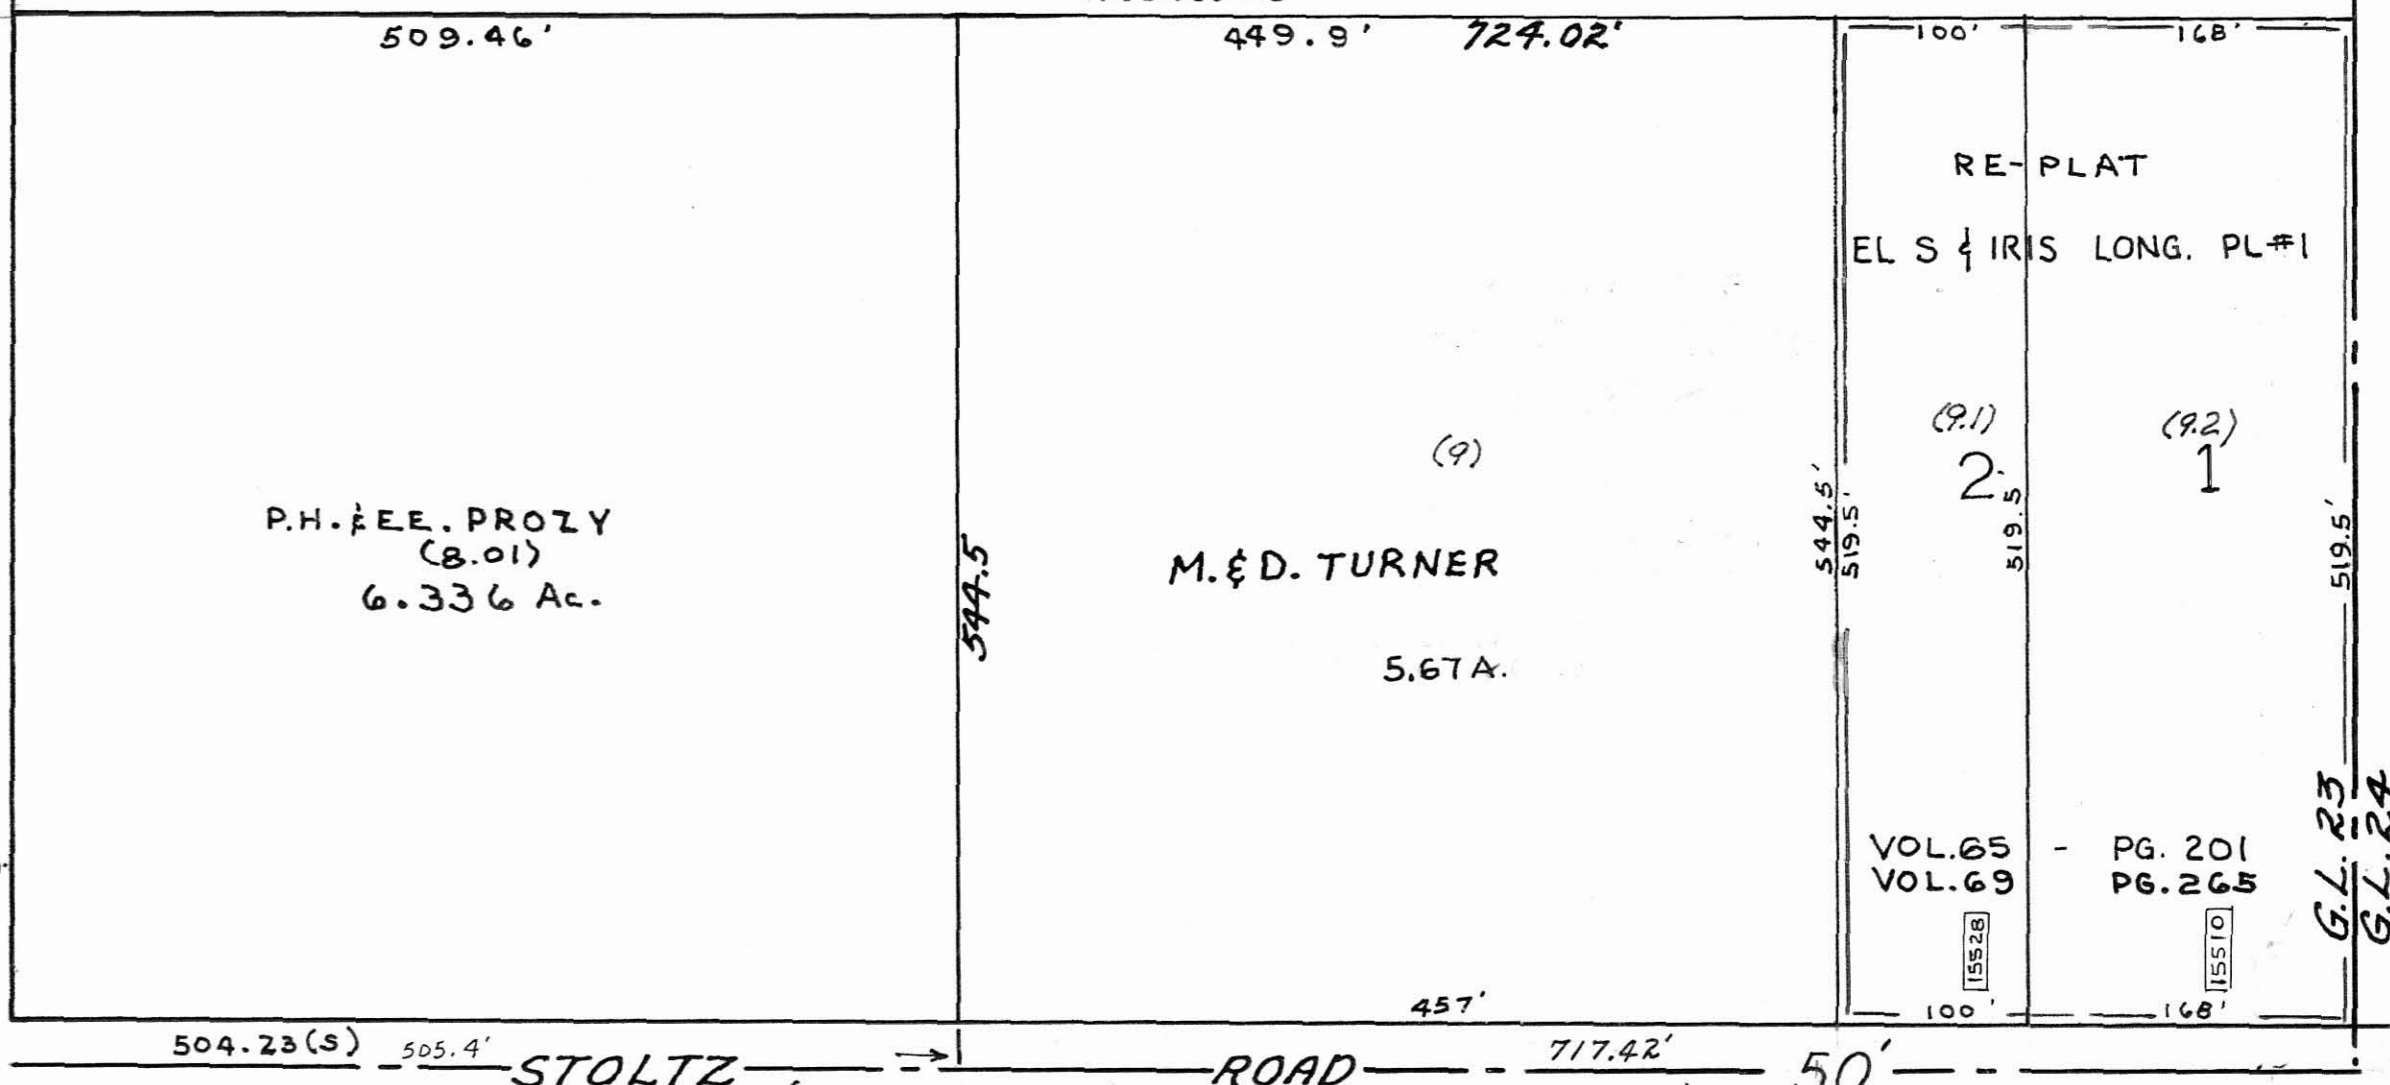 509.46'
449.9' 724.02'
100' 168'
RE-PLAT
EL S & IRIS LONG. PL#1
(9.1) (9.2)
2 1
(9)
P.H. & EE. PROZY
(8.01)
6.336 Ac.
544.5
M. & D. TURNER
5.67 A.
544.5'
519.5'
519.5
519.5'
VOL.65 - PG. 201
VOL.69 PG.265
15528
15510
G.L. 23
G.L. 24
457'
100' 168'
504.23(S) 505.4' 717.42'
STOLTZ ROAD 50'